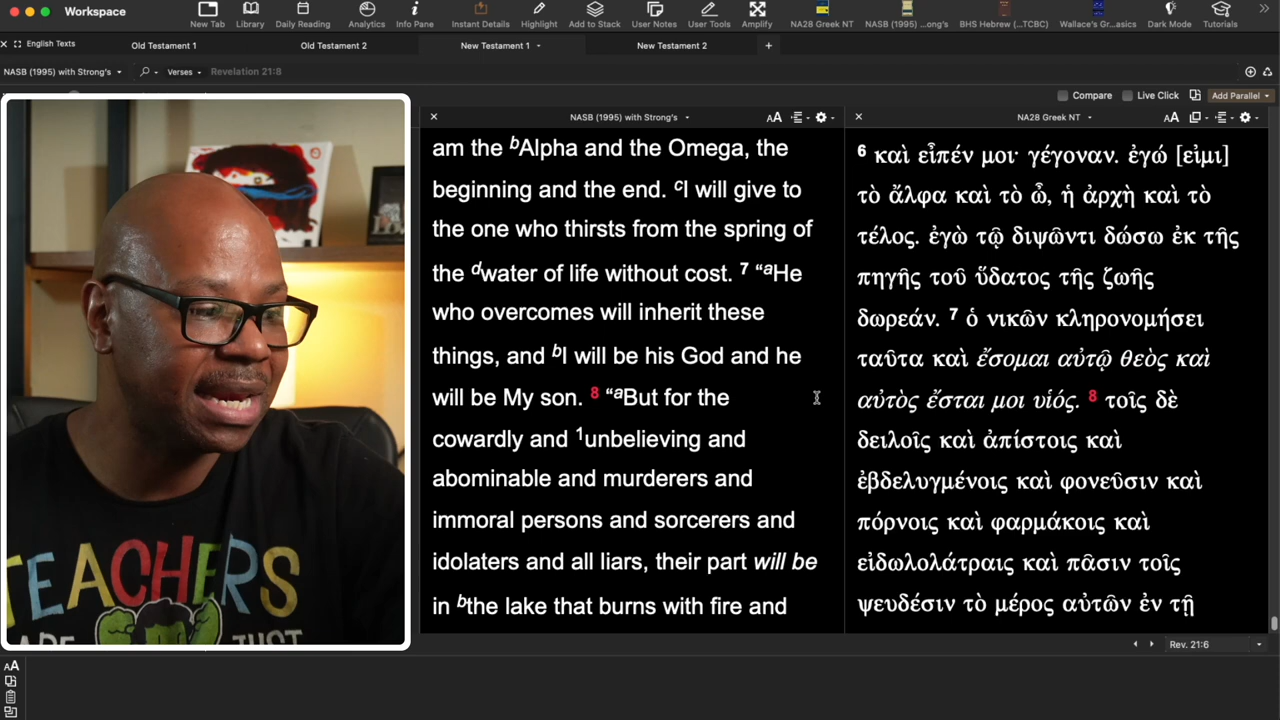 Workspace
New Tab
Library
Daily Reading
Analytics
Info Pane
Instant Details
Highlight
Add to Stack
User Notes
User Tools
Amplify
NA28 Greek NT
NASB (1995) ...ong's
BHS Hebrew (...TCBC)
Wallace's Gr...asics
Dark Mode
Tutorials
English Texts
Old Testament 1
Old Testament 2
New Testament 1
New Testament 2
NASB (1995) with Strong's
Verses
Revelation 21:8
Compare
Live Click
Add Parallel
NASB (1995) with Strong's
am the bAlpha and the Omega, the
beginning and the end. cI will give to
the one who thirsts from the spring of
the dwater of life without cost. 7 “aHe
who overcomes will inherit these
things, and bI will be his God and he
will be My son. 8 “aBut for the
cowardly and 1unbelieving and
abominable and murderers and
immoral persons and sorcerers and
idolaters and all liars, their part will be
in bthe lake that burns with fire and
NA28 Greek NT
6 καὶ εἶπέν μοι· γέγοναν. ἐγώ [εἰμι]
τὸ ἄλφα καὶ τὸ ὦ, ἡ ἀρχὴ καὶ τὸ
τέλος. ἐγὼ τῷ διψῶντι δώσω ἐκ τῆς
πηγῆς τοῦ ὕδατος τῆς ζωῆς
δωρεάν. 7 ὁ νικῶν κληρονομήσει
ταῦτα καὶ ἔσομαι αὐτῷ θεὸς καὶ
αὐτὸς ἔσται μοι υἱός. 8 τοῖς δὲ
δειλοῖς καὶ ἀπίστοις καὶ
ἐβδελυγμένοις καὶ φονεῦσιν καὶ
πόρνοις καὶ φαρμάκοις καὶ
εἰδωλολάτραις καὶ πᾶσιν τοῖς
ψευδέσιν τὸ μέρος αὐτῶν ἐν τῇ
Rev. 21:6
TEACHERS
ARE JUST